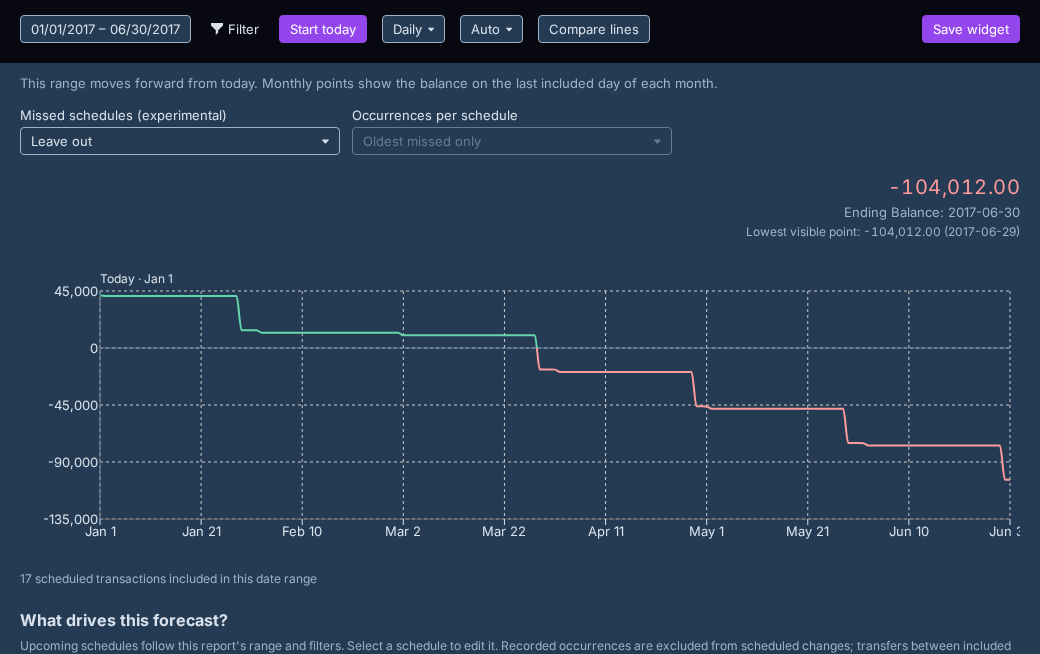 01/01/2017 – 06/30/2017 Filter Start today Daily Auto Compare lines Save widget
This range moves forward from today. Monthly points show the balance on the last included day of each month.
Missed schedules (experimental) Occurrences per schedule
Leave out Oldest missed only
-104,012.00
Ending Balance: 2017-06-30
Lowest visible point: -104,012.00 (2017-06-29)
Today · Jan 1
45,000
0
-45,000
-90,000
-135,000
Jan 1 Jan 21 Feb 10 Mar 2 Mar 22 Apr 11 May 1 May 21 Jun 10 Jun
17 scheduled transactions included in this date range
What drives this forecast?
Upcoming schedules follow this report's range and filters. Select a schedule to edit it. Recorded occurrences are excluded from scheduled changes; transfers between included